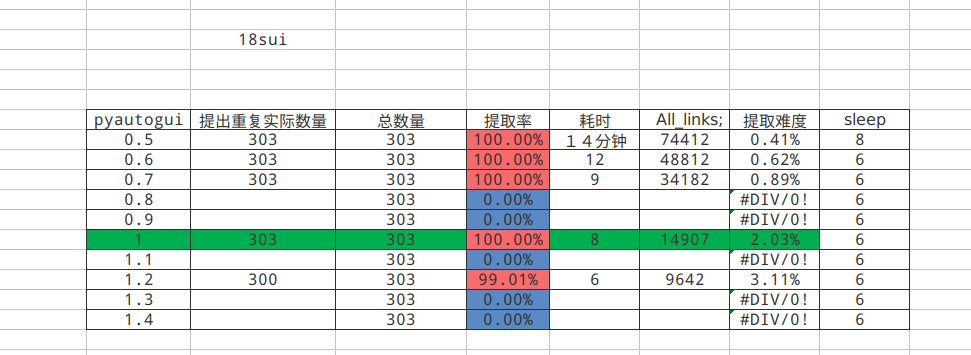 18sui
pyautogui 提出重复实际数量 总数量 提取率 耗时 All_links; 提取难度 sleep
0.5 303 303 100.00% １４分钟 74412 0.41% 8
0.6 303 303 100.00% 12 48812 0.62% 6
0.7 303 303 100.00% 9 34182 0.89% 6
0.8 303 0.00% #DIV/0! 6
0.9 303 0.00% #DIV/0! 6
1 303 303 100.00% 8 14907 2.03% 6
1.1 303 0.00% #DIV/0! 6
1.2 300 303 99.01% 6 9642 3.11% 6
1.3 303 0.00% #DIV/0! 6
1.4 303 0.00% #DIV/0! 6